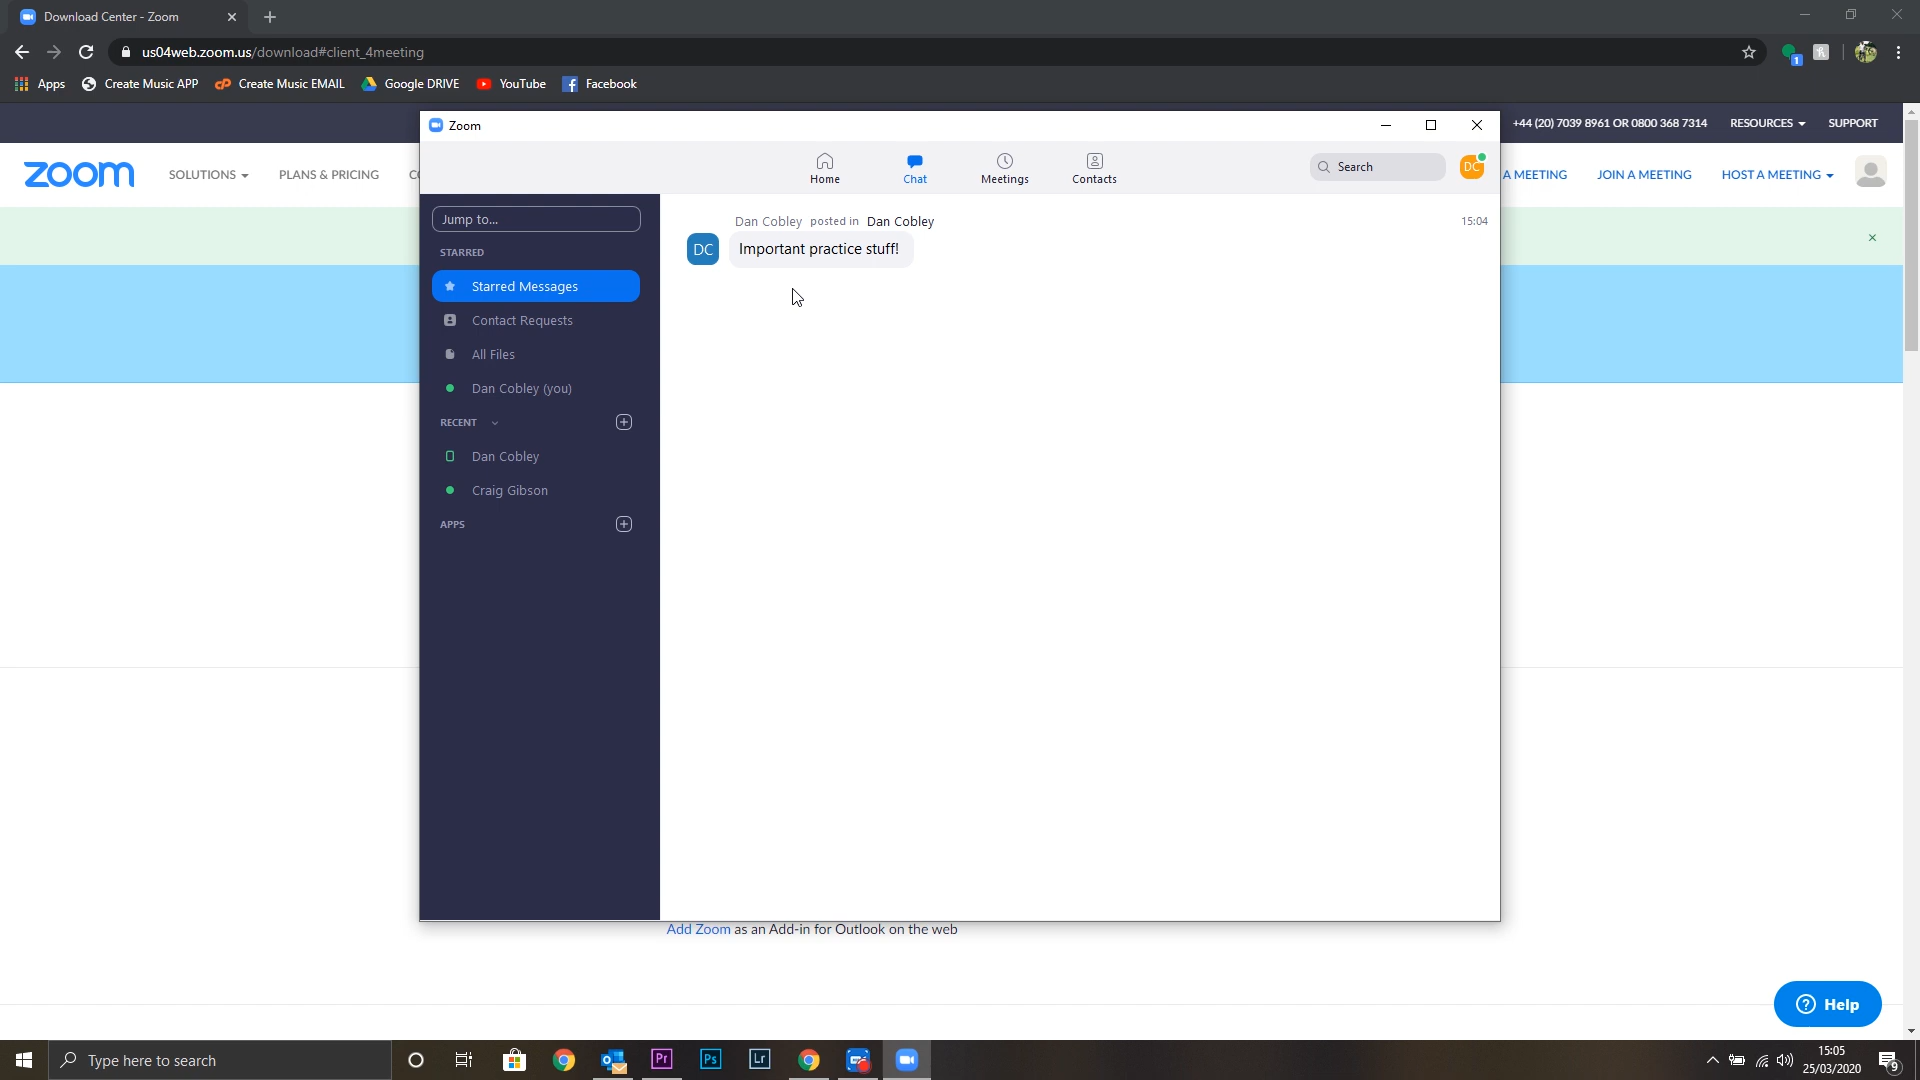 Download Center - Zoom
us04web.zoom.us/download#client_4meeting
1
Apps
Create Music APP
Create Music EMAIL
Google DRIVE
YouTube
Facebook
+44 (20) 7039 8961 OR 0800 368 7314
RESOURCES
SUPPORT
zoom
SOLUTIONS
PLANS & PRICING
A MEETING
JOIN A MEETING
HOST A MEETING
Zoom
Home
Chat
Meetings
Contacts
Search
DC
Jump to...
STARRED
Starred Messages
Contact Requests
All Files
Dan Cobley (you)
RECENT
Dan Cobley
Craig Gibson
APPS
Dan Cobley posted in Dan Cobley
15:04
DC
Important practice stuff!
Add Zoom as an Add-in for Outlook on the web
Help
Type here to search
Pr
Ps
Lr
15:05
25/03/2020
9